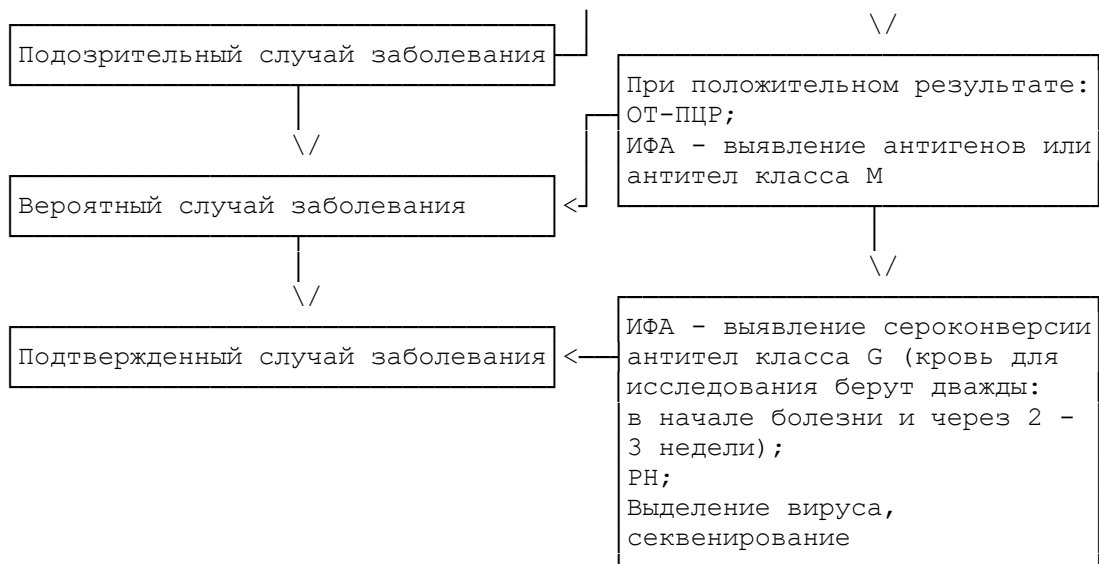 Подозрительный случай заболевания
При положительном результате:
ОТ-ПЦР;
ИФА - выявление антигенов или
антител класса М
Вероятный случай заболевания
ИФА - выявление сероконверсии
антител класса G (кровь для
исследования берут дважды:
в начале болезни и через 2 -
3 недели);
РН;
Выделение вируса,
секвенирование
Подтвержденный случай заболевания